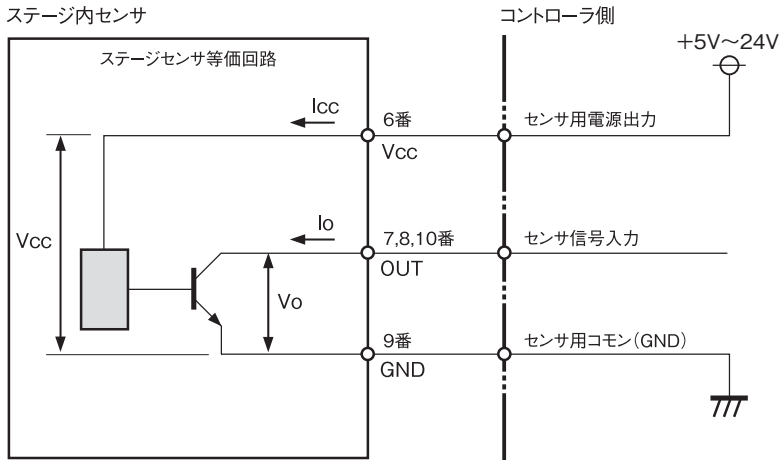 ステージ内センサ
コントローラ側
ステージセンサ等価回路
+5V～24V
Icc
6番
センサ用電源出力
Vcc
Vcc
Io
7,8,10番
センサ信号入力
OUT
Vo
9番
センサ用コモン(GND)
GND